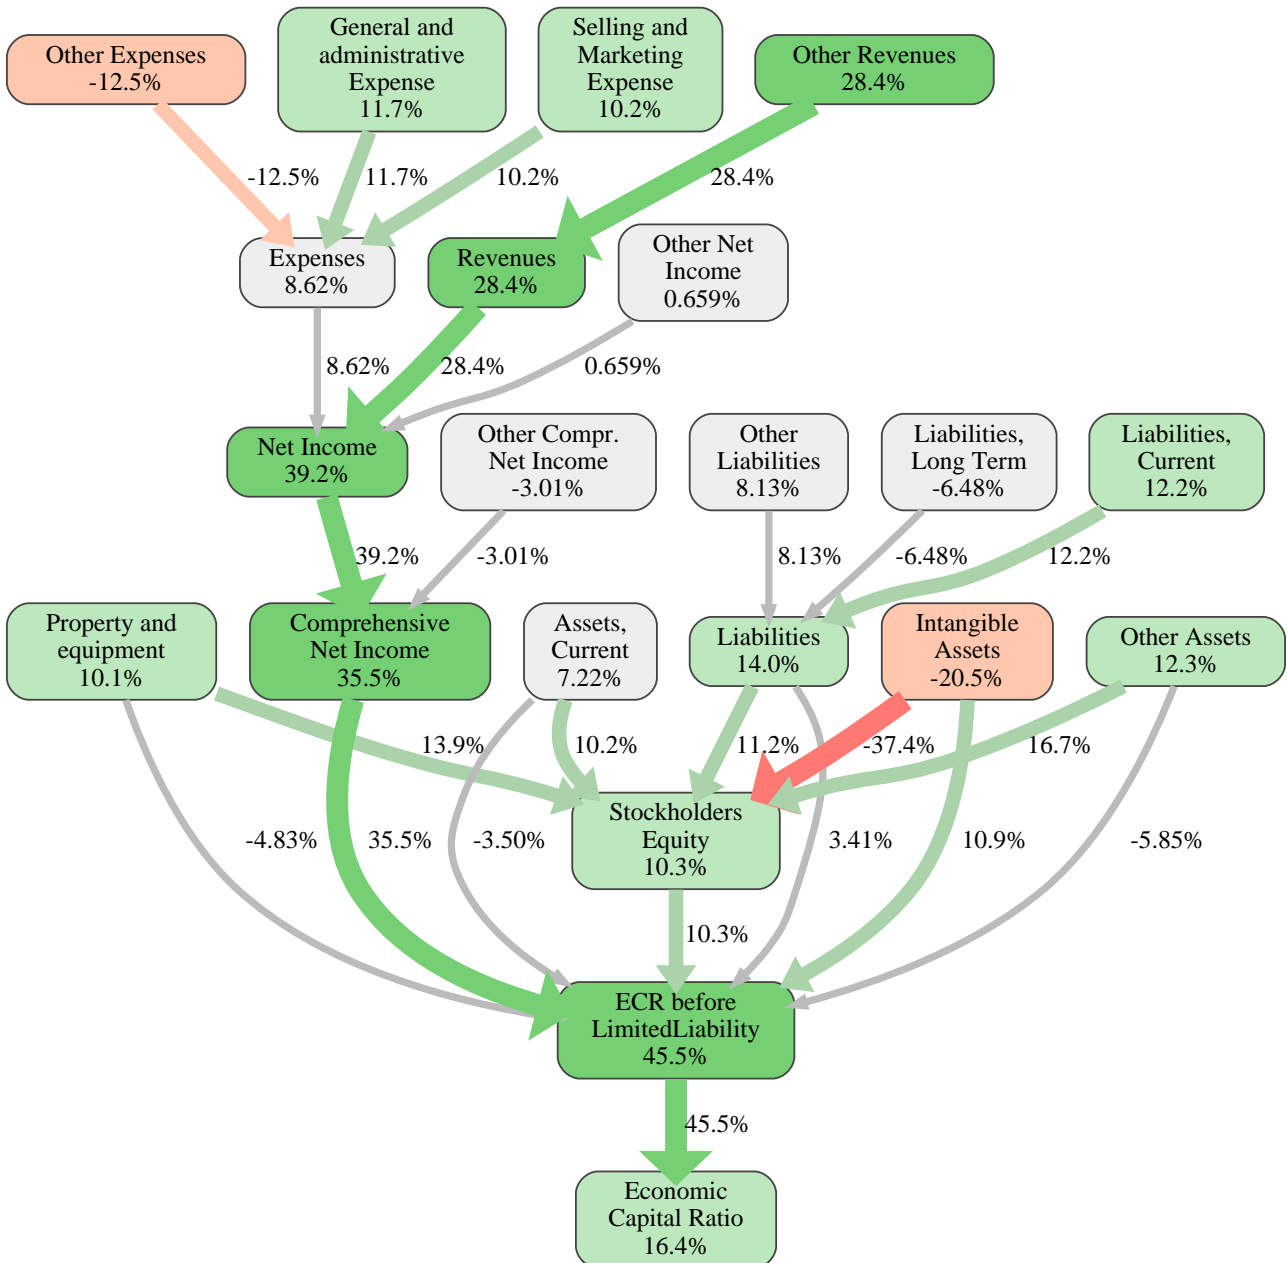 Other Expenses
-12.5%
General and
administrative
Expense
11.7%
Selling and
Marketing
Expense
10.2%
Other Revenues
28.4%
-12.5%
11.7%
10.2%
28.4%
Expenses
8.62%
Revenues
28.4%
Other Net
Income
0.659%
8.62%
28.4%
0.659%
Net Income
39.2%
Other Compr.
Net Income
-3.01%
Other
Liabilities
8.13%
Liabilities,
Long Term
-6.48%
Liabilities,
Current
12.2%
39.2%
-3.01%
8.13%
-6.48%
12.2%
Property and
equipment
10.1%
Comprehensive
Net Income
35.5%
Assets,
Current
7.22%
Liabilities
14.0%
Intangible
Assets
-20.5%
Other Assets
12.3%
13.9%
10.2%
11.2%
-37.4%
16.7%
Stockholders
Equity
10.3%
-4.83%
35.5%
-3.50%
3.41%
10.9%
-5.85%
10.3%
ECR before
LimitedLiability
45.5%
45.5%
Economic
Capital Ratio
16.4%